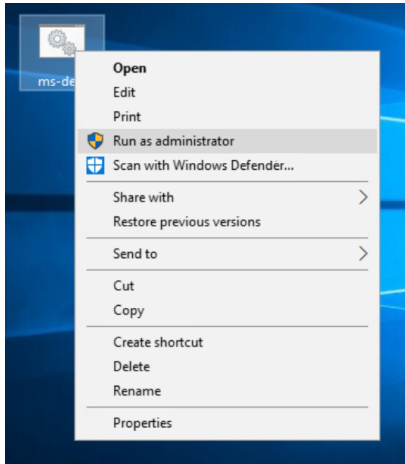 ms-de
Open
Edit
Print
Run as administrator
Scan with Windows Defender...
Share with
Restore previous versions
Send to
Cut
Copy
Create shortcut
Delete
Rename
Properties